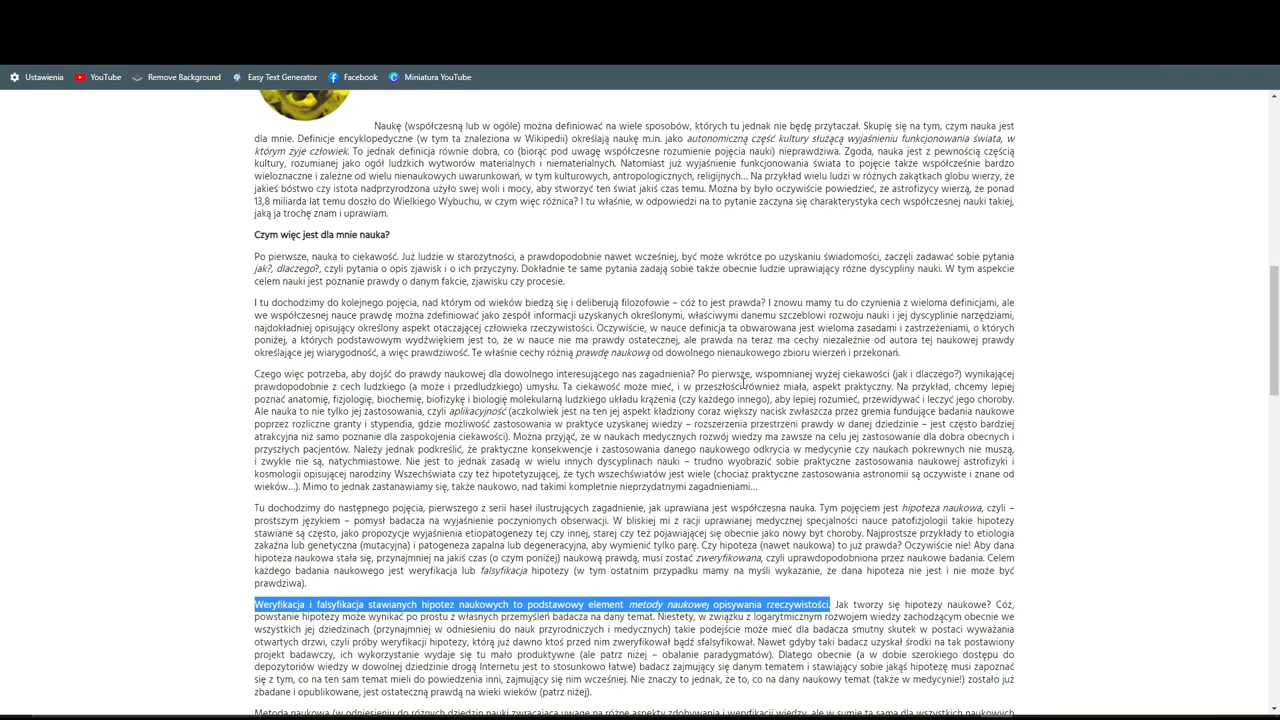 Ustawienia YouTube Remove Background Easy Text Generator Facebook Miniatura YouTube
Naukę (współczesną lub w ogóle) można definiować na wiele sposobów, których tu jednak nie będę przytaczał. Skupię się na tym, czym nauka jest
dla mnie. Definicje encyklopedyczne (w tym ta znaleziona w Wikipedii) określają naukę m.in. jako autonomiczną część kultury służącą wyjaśnieniu funkcjonowania świata, w
którym żyje człowiek. To jednak definicja równie dobra, co (biorąc pod uwagę współczesne rozumienie pojęcia nauki) nieprawdziwa. Zgoda, nauka jest z pewnością częścią
kultury, rozumianej jako ogół ludzkich wytworów materialnych i niematerialnych. Natomiast już wyjaśnienie funkcjonowania świata to pojęcie także współcześnie bardzo
wieloznaczne i zależne od wielu nienaukowych uwarunkowań, w tym kulturowych, antropologicznych, religijnych... Na przykład wielu ludzi w różnych zakątkach globu wierzy, że
jakieś bóstwo czy istota nadprzyrodzona użyło swej woli i mocy, aby stworzyć ten świat jakiś czas temu. Można by było oczywiście powiedzieć, że astrofizycy wierzą, że ponad
13,8 miliarda lat temu doszło do Wielkiego Wybuchu, w czym więc różnica? I tu właśnie, w odpowiedzi na to pytanie zaczyna się charakterystyka cech współczesnej nauki takiej,
jaką ja trochę znam i uprawiam.
Czym więc jest dla mnie nauka?
Po pierwsze, nauka to ciekawość. Już ludzie w starożytności, a prawdopodobnie nawet wcześniej, być może wkrótce po uzyskaniu świadomości, zaczęli zadawać sobie pytania
jak?, dlaczego?, czyli pytania o opis zjawisk i o ich przyczyny. Dokładnie te same pytania zadają sobie także obecnie ludzie uprawiający różne dyscypliny nauki. W tym aspekcie
celem nauki jest poznanie prawdy o danym fakcie, zjawisku czy procesie.
I tu dochodzimy do kolejnego pojęcia, nad którym od wieków biedzą się i deliberują filozofowie – cóż to jest prawda? I znowu mamy tu do czynienia z wieloma definicjami, ale
we współczesnej nauce prawdę można zdefiniować jako zespół informacji uzyskanych określonymi, właściwymi danemu szczeblowi rozwoju nauki i jej dyscyplinie narzędziami,
najdokładniej opisujący określony aspekt otaczającej człowieka rzeczywistości. Oczywiście, w nauce definicja ta obwarowana jest wieloma zasadami i zastrzeżeniami, o których
poniżej, a których podstawowym wydźwiękiem jest to, że w nauce nie ma prawdy ostatecznej, ale prawda na teraz ma cechy niezależnie od autora tej naukowej prawdy
określające jej wiarygodność, a więc prawdziwość. Te właśnie cechy różnią prawdę naukową od dowolnego nienaukowego zbioru wierzeń i przekonań.
Czego więc potrzeba, aby dojść do prawdy naukowej dla dowolnego interesującego nas zagadnienia? Po pierwsze, wspomnianej wyżej ciekawości (jak i dlaczego?) wynikającej
prawdopodobnie z cech ludzkiego (a może i przedludzkiego) umysłu. Ta ciekawość może mieć, i w przeszłości również miała, aspekt praktyczny. Na przykład, chcemy lepiej
poznać anatomię, fizjologię, biochemię, biofizykę i biologię molekularną ludzkiego układu krążenia (czy każdego innego), aby lepiej rozumieć, przewidywać i leczyć jego choroby.
Ale nauka to nie tylko jej zastosowania, czyli aplikacyjność (aczkolwiek jest na ten jej aspekt kładziony coraz większy nacisk zwłaszcza przez gremia fundujące badania naukowe
poprzez rozliczne granty i stypendia, gdzie możliwość zastosowania w praktyce uzyskanej wiedzy – rozszerzenia przestrzeni prawdy w danej dziedzinie – jest często bardziej
atrakcyjna niż samo poznanie dla zaspokojenia ciekawości). Można przyjąć, że w naukach medycznych rozwój wiedzy ma zawsze na celu jej zastosowanie dla dobra obecnych i
przyszłych pacjentów. Należy jednak podkreślić, że praktyczne konsekwencje i zastosowania danego naukowego odkrycia w medycynie czy naukach pokrewnych nie muszą,
i zwykle nie są, natychmiastowe. Nie jest to jednak zasadą w wielu innych dyscyplinach nauki – trudno wyobrazić sobie praktyczne zastosowania naukowej astrofizyki i
kosmologii opisującej narodziny Wszechświata czy też hipotetyzującej, że tych wszechświatów jest wiele (chociaż praktyczne zastosowania astronomii są oczywiste i znane od
wieków...). Mimo to jednak zastanawiamy się, także naukowo, nad takimi kompletnie nieprzydatnymi zagadnieniami...
Tu dochodzimy do następnego pojęcia, pierwszego z serii haseł ilustrujących zagadnienie, jak uprawiana jest współczesna nauka. Tym pojęciem jest hipoteza naukowa, czyli –
prostszym językiem – pomysł badacza na wyjaśnienie poczynionych obserwacji. W bliskiej mi z racji uprawianej medycznej specjalności nauce patofizjologii takie hipotezy
stawiane są często, jako propozycje wyjaśnienia etiopatogenezy tej czy innej, starej czy też pojawiającej się obecnie jako nowy byt choroby. Najprostsze przykłady to etiologia
zakaźna lub genetyczna (mutacyjna) i patogeneza zapalna lub degeneracyjna, aby wymienić tylko parę. Czy hipoteza (nawet naukowa) to już prawda? Oczywiście nie! Aby dana
hipoteza naukowa stała się, przynajmniej na jakiś czas (o czym poniżej) naukową prawdą, musi zostać zweryfikowana, czyli uprawdopodobniona przez naukowe badania. Celem
każdego badania naukowego jest weryfikacja lub falsyfikacja hipotezy (w tym ostatnim przypadku mamy na myśli wykazanie, że dana hipoteza nie jest i nie może być
prawdziwa).
Weryfikacja i falsyfikacja stawianych hipotez naukowych to podstawowy element metody naukowej opisywania rzeczywistości. Jak tworzy się hipotezy naukowe? Cóż,
powstanie hipotezy może wynikać po prostu z własnych przemyśleń badacza na dany temat. Niestety, w związku z logarytmicznym rozwojem wiedzy zachodzącym obecnie we
wszystkich jej dziedzinach (przynajmniej w odniesieniu do nauk przyrodniczych i medycznych) takie podejście może mieć dla badacza smutny skutek w postaci wyważania
otwartych drzwi, czyli próby weryfikacji hipotezy, którą już dawno ktoś przed nim zweryfikował bądź sfalsyfikował. Nawet gdyby taki badacz uzyskał środki na tak postawiony
projekt badawczy, ich wykorzystanie wydaje się tu mało produktywne (ale patrz niżej – obalanie paradygmatów). Dlatego obecnie (a w dobie szerokiego dostępu do
depozytoriów wiedzy w dowolnej dziedzinie drogą Internetu jest to stosunkowo łatwe) badacz zajmujący się danym tematem i stawiający sobie jakąś hipotezę musi zapoznać
się z tym, co na ten sam temat mieli do powiedzenia inni, zajmujący się nim wcześniej. Nie znaczy to jednak, że to, co na dany naukowy temat (także w medycynie!) zostało już
zbadane i opublikowane, jest ostateczną prawdą na wieki wieków (patrz niżej).
Metoda naukowa (w odniesieniu do różnych dziedzin nauki zwracająca uwagę na różne aspekty zdobywania i weryfikacji wiedzy, ale w sumie ta sama dla wszystkich naukowych